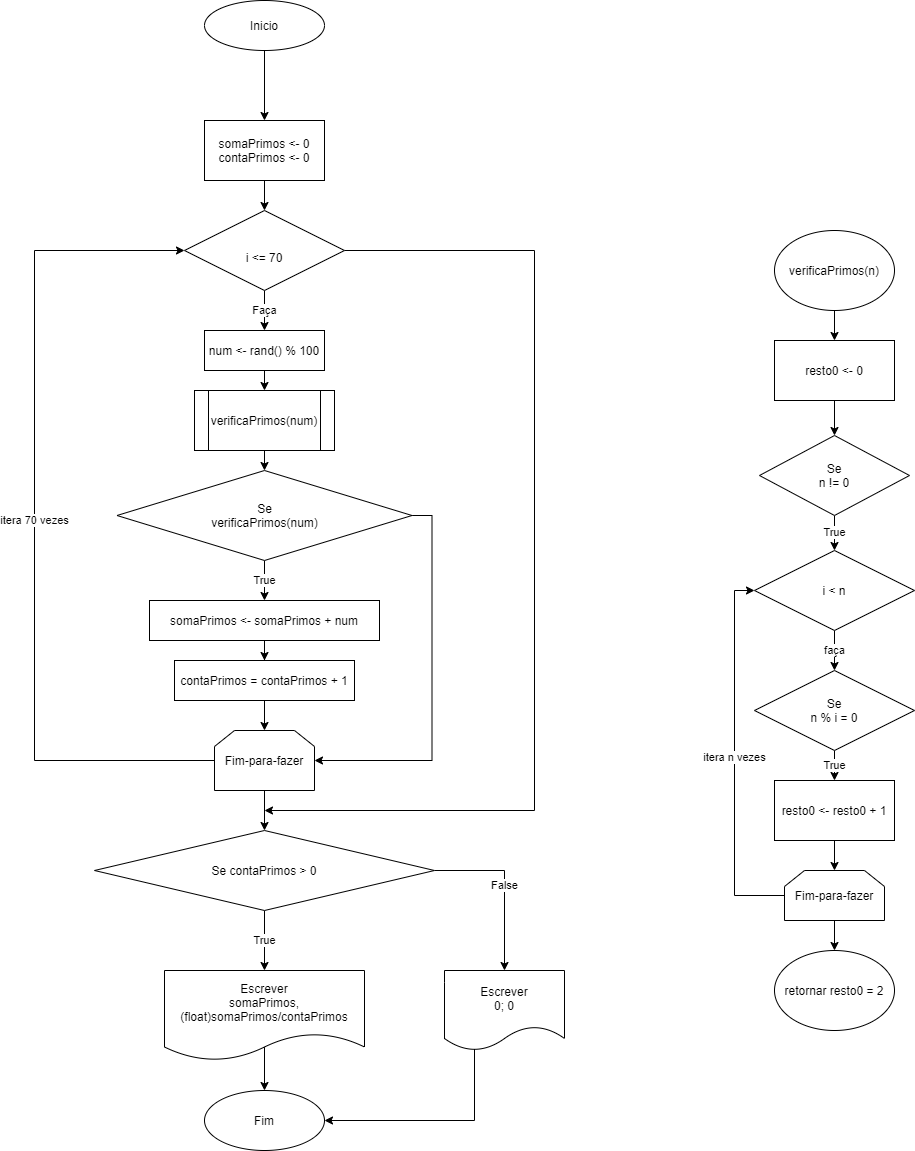 Inicio
somaPrimos <- 0
contaPrimos <- 0
i <= 70
Faça
num <- rand() % 100
verificaPrimos(num)
Se
verificaPrimos(num)
itera 70 vezes
True
somaPrimos <- somaPrimos + num
contaPrimos = contaPrimos + 1
Fim-para-fazer
Se contaPrimos > 0
False
True
Escrever
somaPrimos,
(float)somaPrimos/contaPrimos
Escrever
0; 0
Fim
verificaPrimos(n)
resto0 <- 0
Se
n != 0
True
i < n
faça
Se
n % i = 0
itera n vezes
True
resto0 <- resto0 + 1
Fim-para-fazer
retornar resto0 = 2